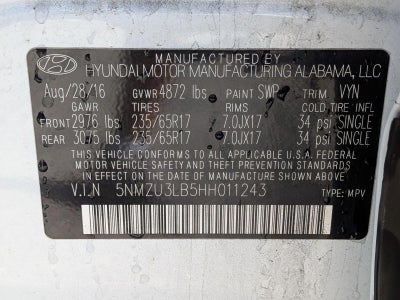 MANUFACTURED BY
HYUNDAI MOTOR MANUFACTURING ALABAMA, LLC
Aug/28/16 GVWR 4872 lbs PAINT SWP TRIM VYN
GAWR TIRES RIMS COLD TIRE INFL
FRONT 2976 lbs 235/65R17 7.0JX17 34 psi SINGLE
REAR 3075 lbs 235/65R17 7.0JX17 34 psi SINGLE
THIS VEHICLE CONFORMS TO ALL APPLICABLE
FEDERAL MOTOR VEHICLE SAFETY, BUMPER, AND THEFT
PREVENTION STANDARDS IN EFFECT ON THE DATE OF
MANUFACTURE SHOWN ABOVE.
V.I.N 5NMZU3LB5HH011243 TYPE: MPV